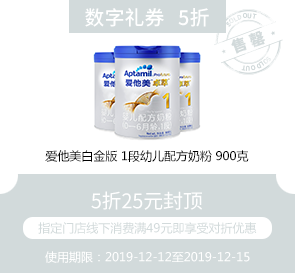 数字礼券 5折
售罄
SOLD OUT
Aptamil
爱他美 卓萃
1
爱他美白金版 1段幼儿配方奶粉 900克
5折25元封顶
指定门店线下消费满49元即享受对折优惠
使用期限：2019-12-12至2019-12-15